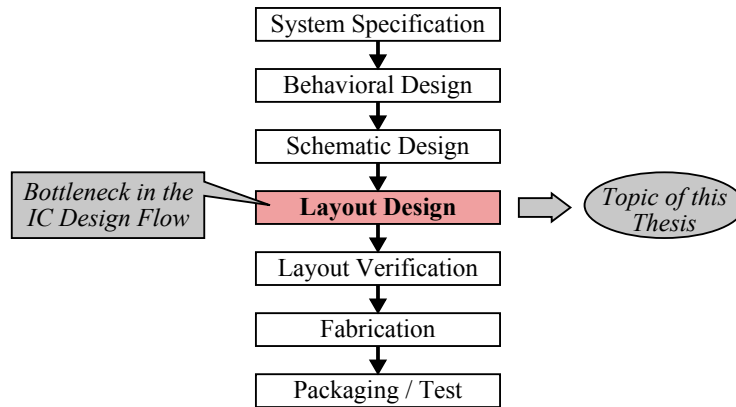 System Specification
Behavioral Design
Schematic Design
Bottleneck in the
IC Design Flow
Layout Design
Topic of this
Thesis
Layout Verification
Fabrication
Packaging / Test